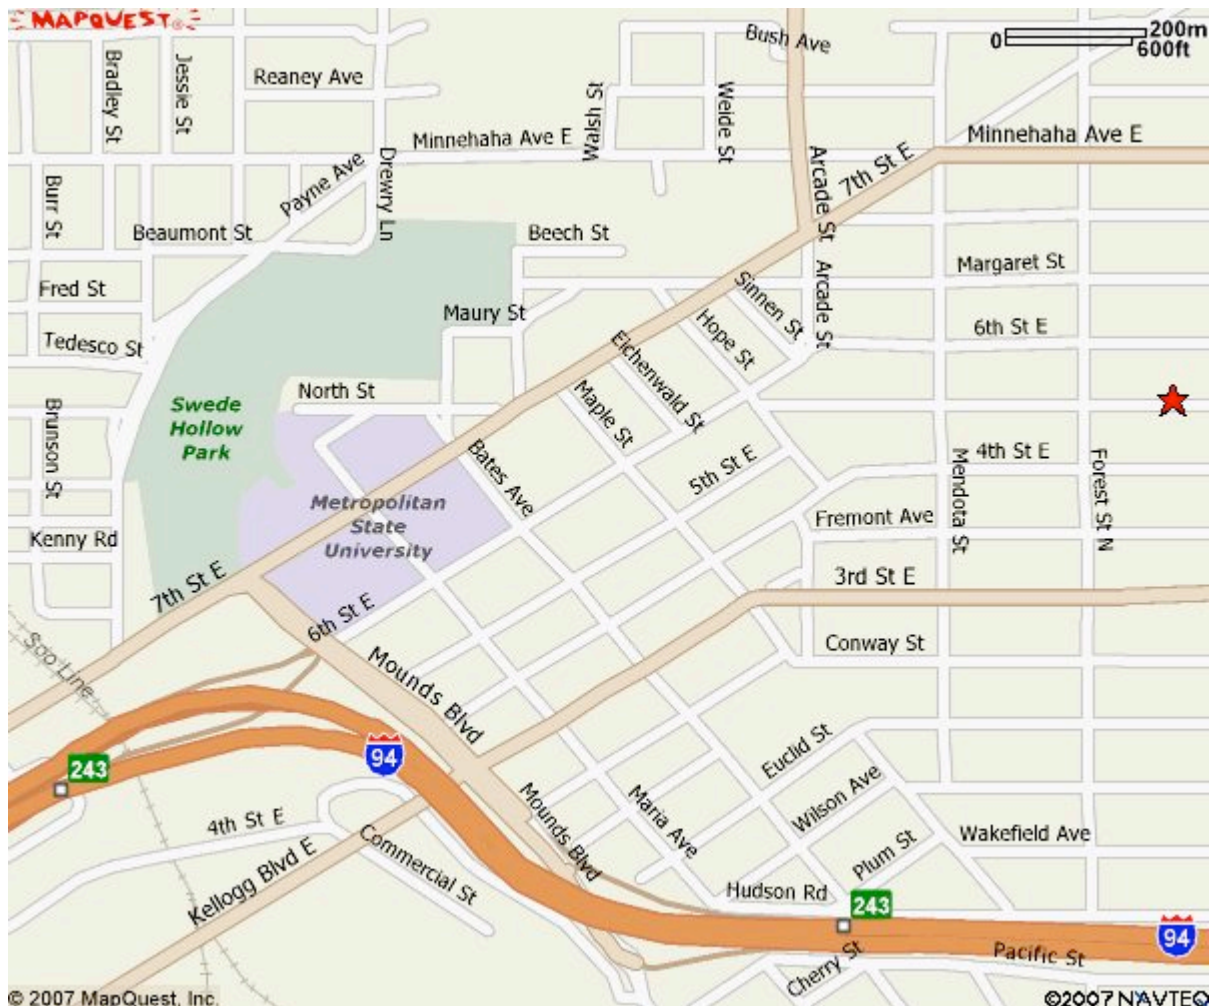 MAPQUEST®
200m
0
600ft
Bush Ave
Bradley St
Jessie St
Reaney Ave
Walsh St
Weide St
Minnehaha Ave E
Minnehaha Ave E
Payne Ave
Drewry Ln
Arcade St
7th St E
Burr St
Beaumont St
Beech St
Fred St
Margaret St
Arcade St
Sinnen St
Maury St
6th St E
Tedesco St
Hope St
Eichenwald St
North St
Maple St
Swede
Hollow
Park
Brunson St
Bates Ave
5th St E
4th St E
Mendota St
Forest St N
Metropolitan
State
University
Fremont Ave
Kenny Rd
7th St E
3rd St E
6th St E
Conway St
Soo Line
Mounds Blvd
Euclid St
94
243
Mounds Blvd
Maria Ave
Wilson Ave
4th St E
Commercial St
Wakefield Ave
Plum St
Kellogg Blvd E
Hudson Rd
243
94
Pacific St
Cherry St
© 2007 MapQuest, Inc.
©2007 NAVTEQ